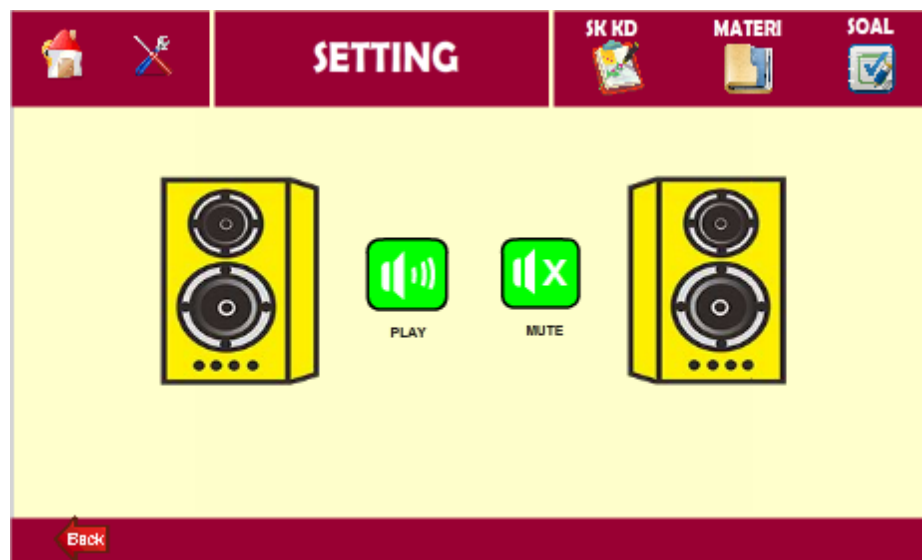 SETTING
SK KD
MATERI
SOAL
PLAY
MUTE
Back